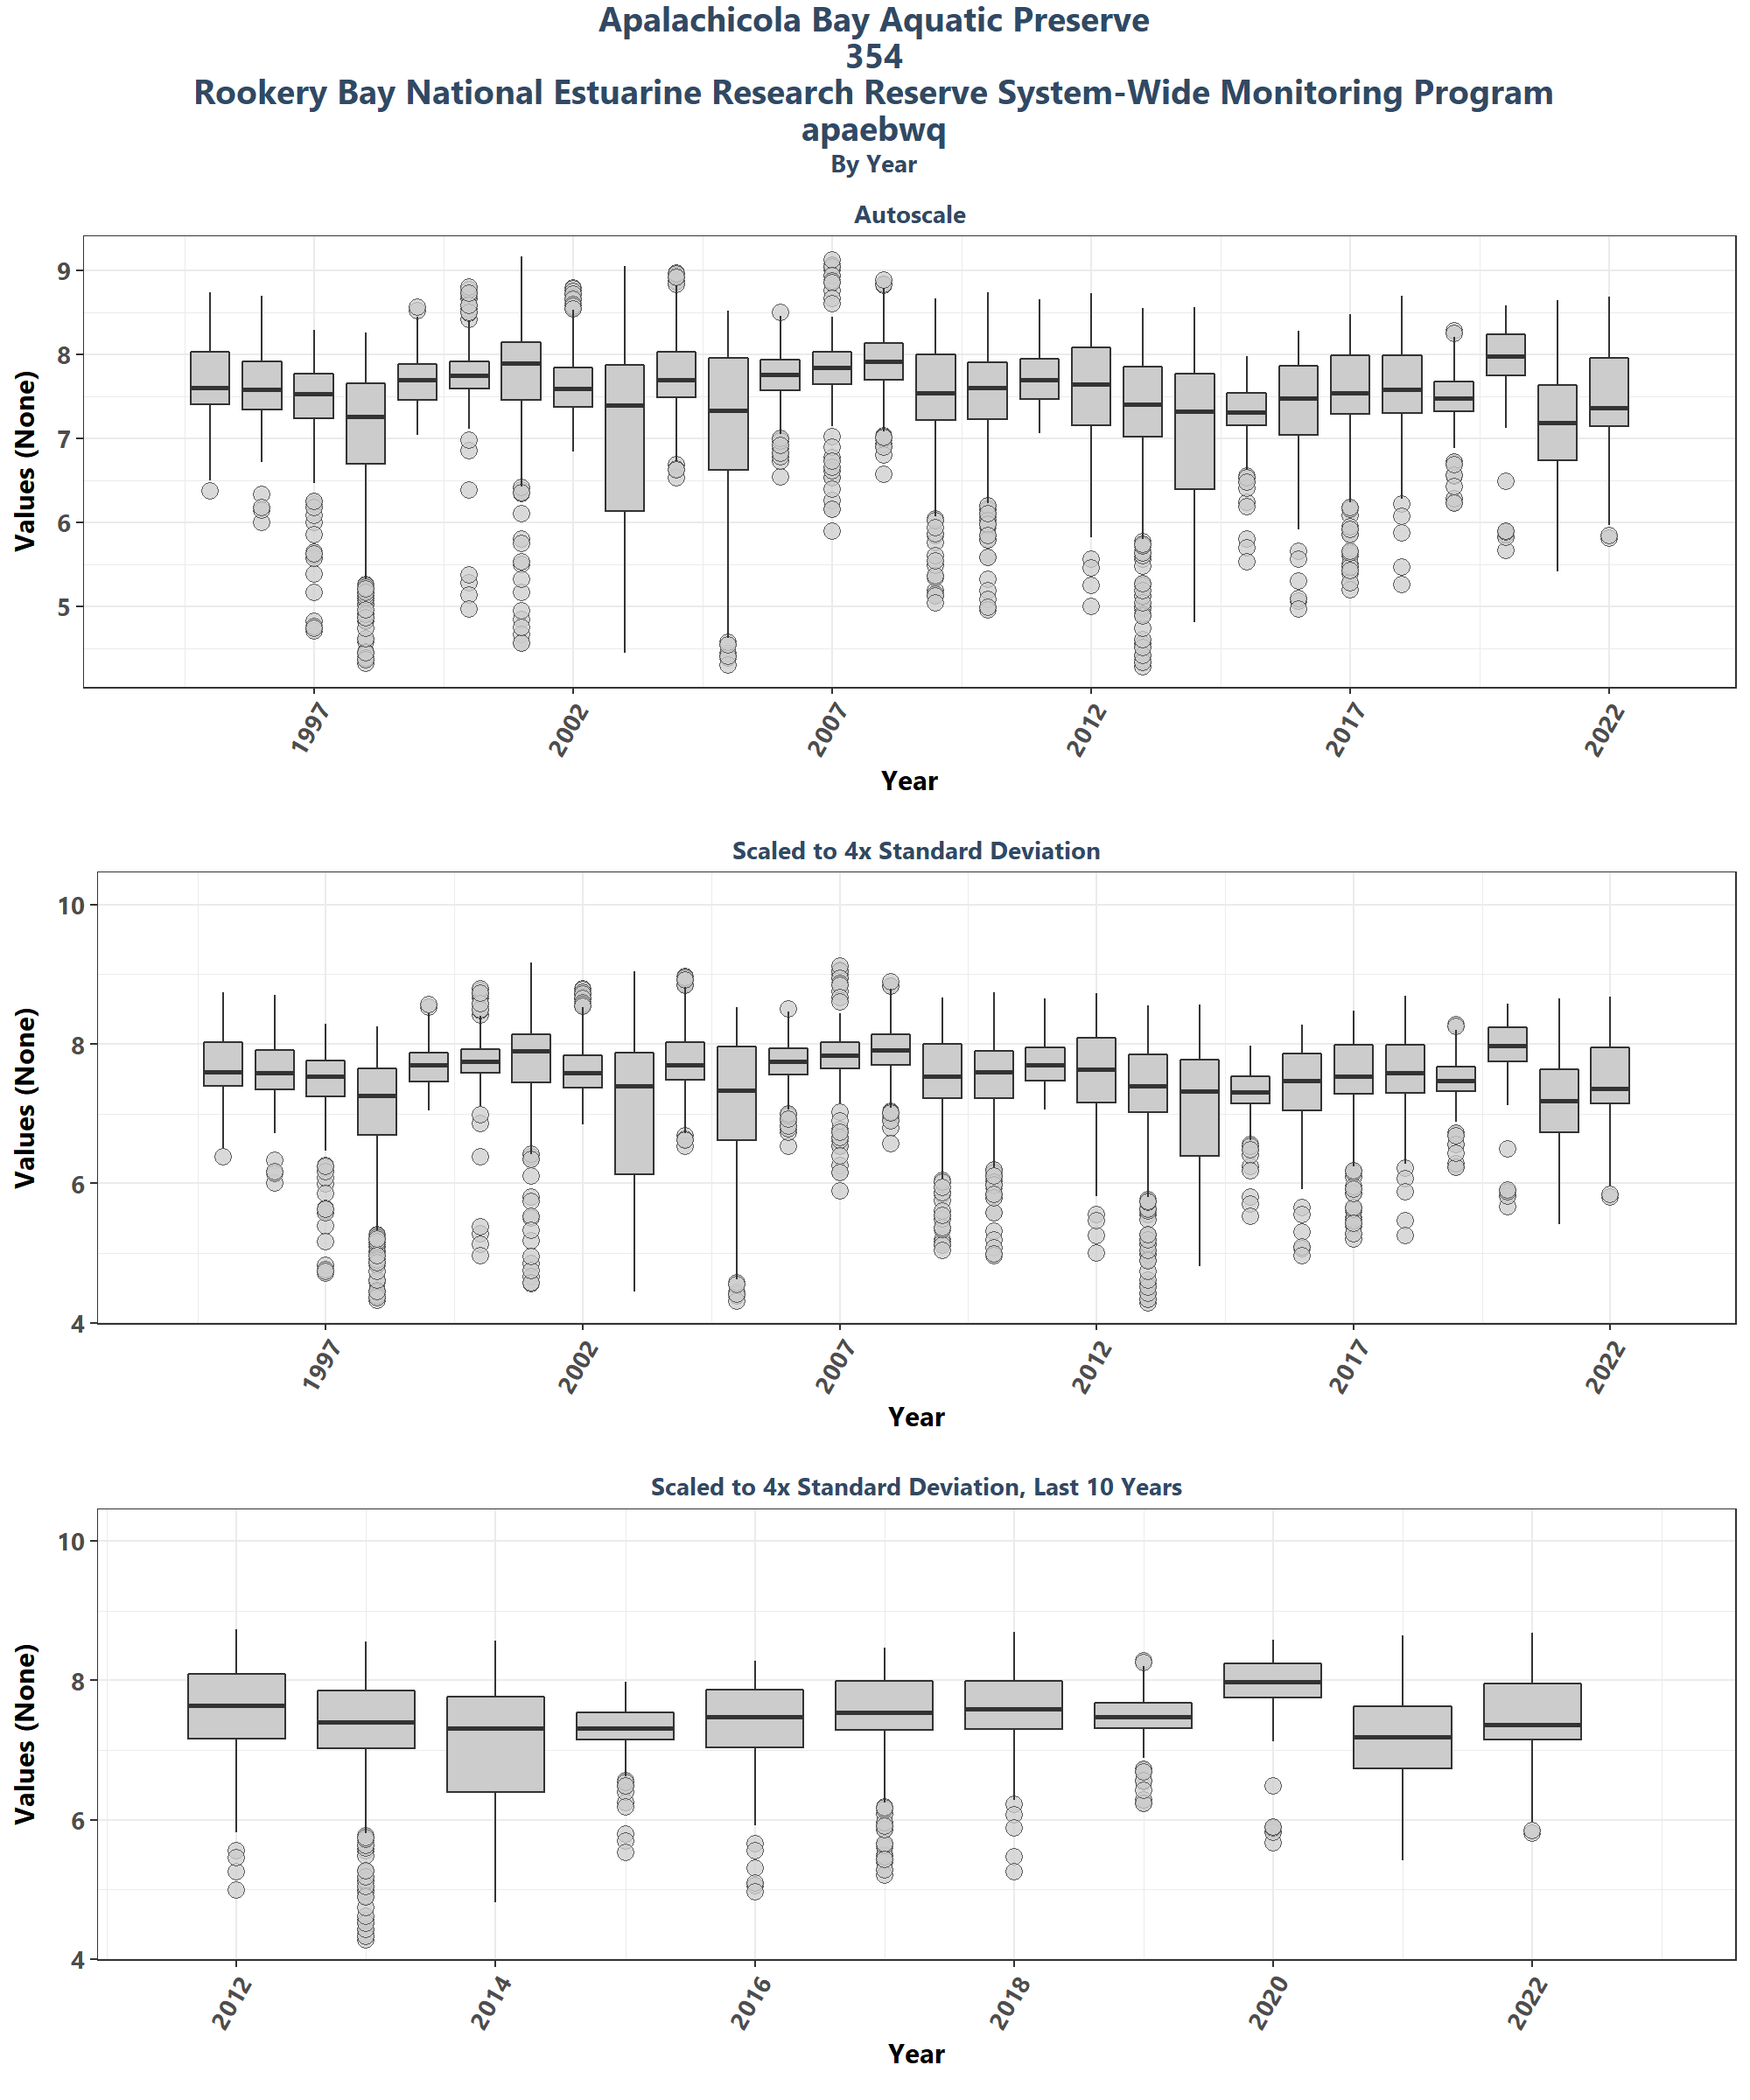 Apalachicola Bay Aquatic Preserve
354
Rookery Bay National Estuarine Research Reserve System-Wide Monitoring Program
apaebwq
By Year
Autoscale
Values (None)
9
8
7
6
5
1997
2002
2007
2012
2017
2022
Year
Scaled to 4x Standard Deviation
Values (None)
10
8
6
4
1997
2002
2007
2012
2017
2022
Year
Scaled to 4x Standard Deviation, Last 10 Years
Values (None)
10
8
6
4
2012
2014
2016
2018
2020
2022
Year